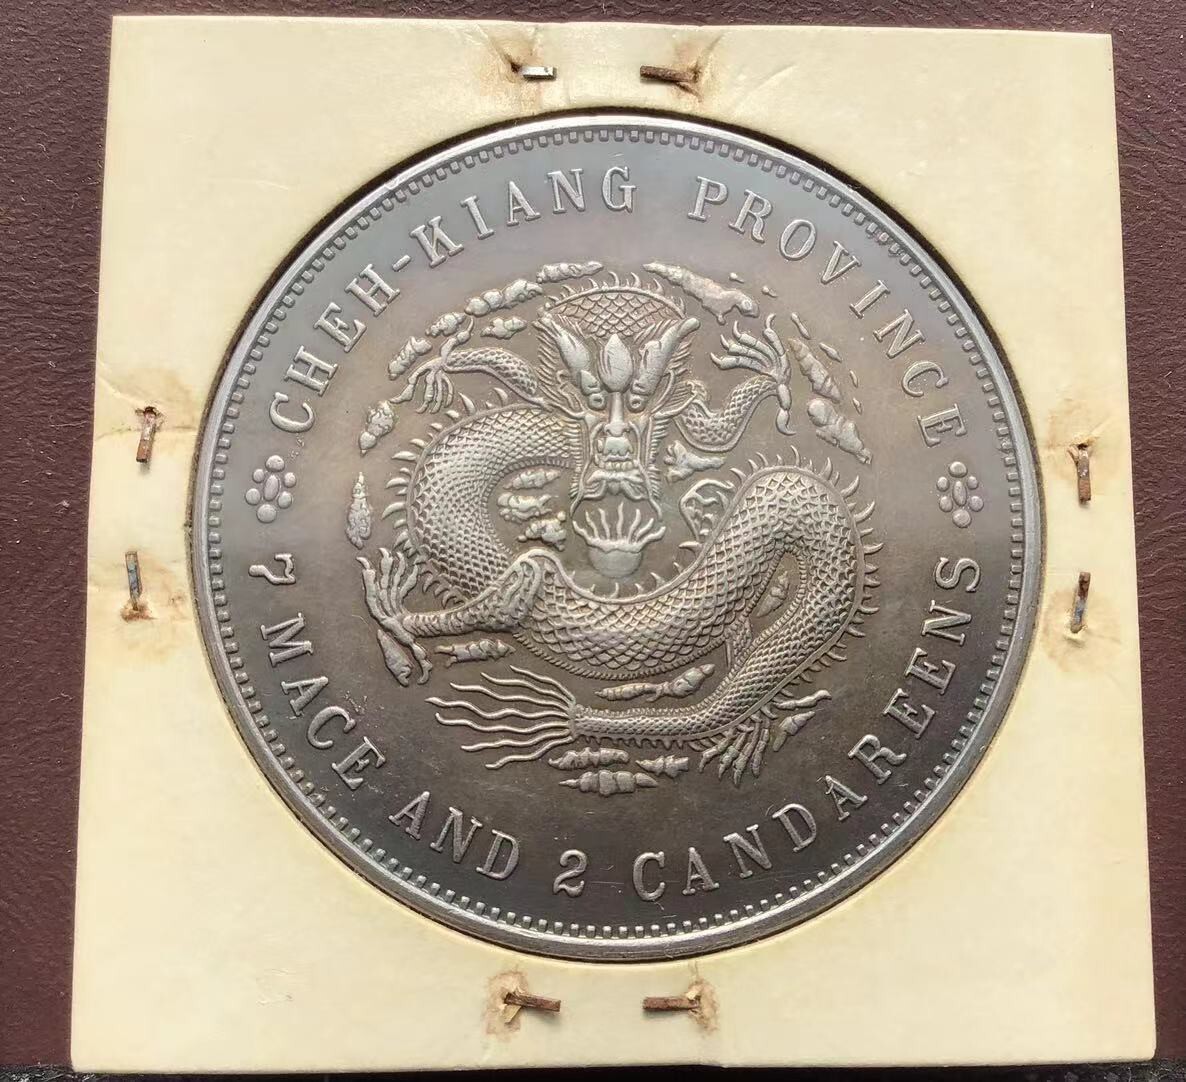 CHEH-KIANG PROVINCE
7 MACE AND 2 CANDAREENS